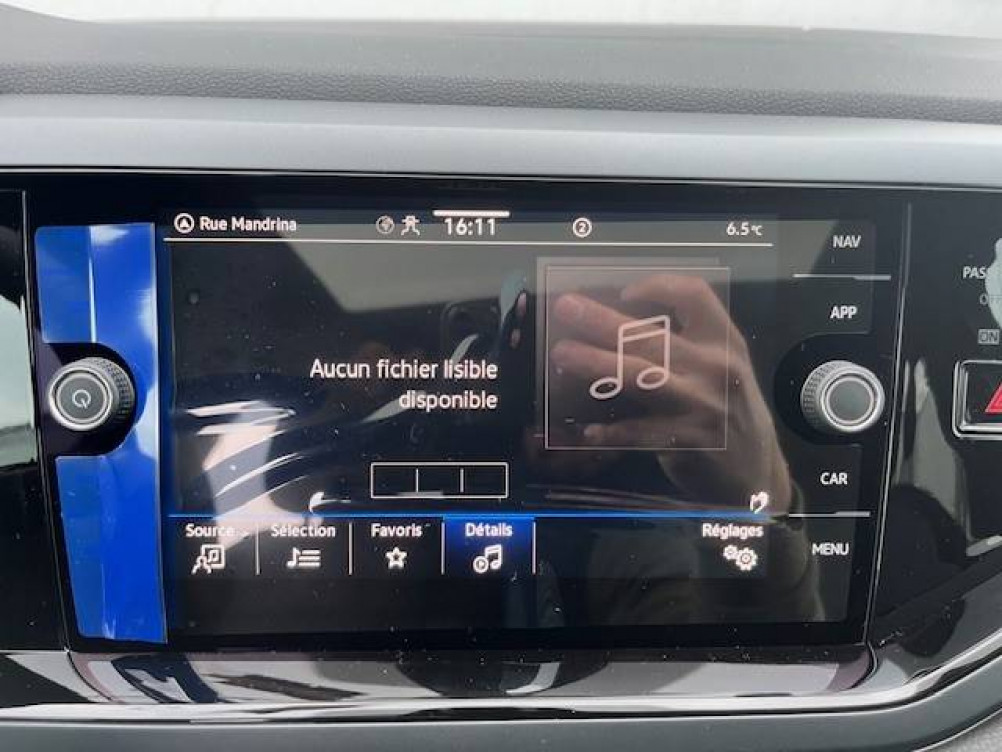 Rue Mandrina
16:11
2
6.5°C
NAV
APP
Aucun fichier lisible
disponible
CAR
MENU
Source
Sélection
Favoris
Détails
Réglages
ON